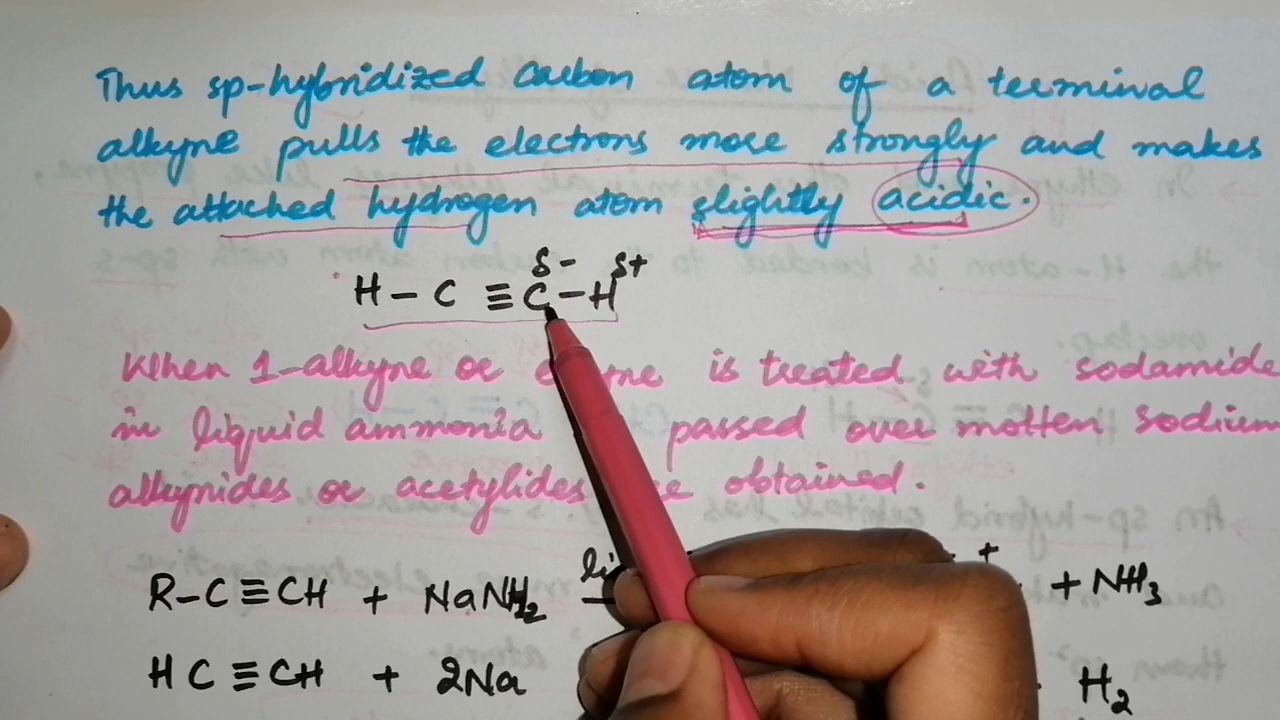 Thus sp-hybridized carbon atom of a terminal
alkyne pulls the electrons more strongly and makes
the attached hydrogen atom slightly acidic.
δ- δ+
H - C ≡ C - H
When 1-alkyne or is treated with sodamide
in liquid ammonia passed over molten sodium
alkynides or acetylides obtained.
R-C≡CH + NaNH2 + + NH3
HC≡CH + 2Na H2